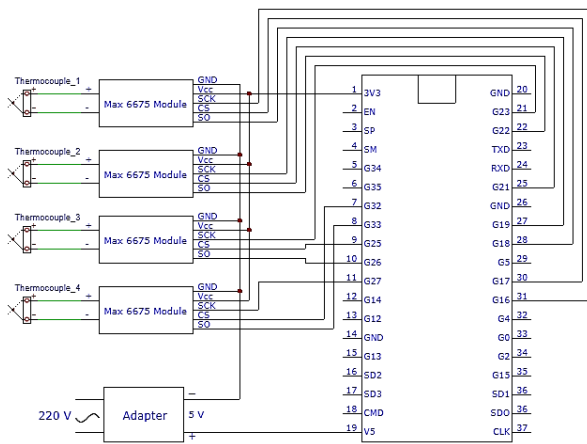 Thermocouple_1
+ + Max 6675 Module GND
Vcc
SCK
- - CS
SO
Thermocouple_2
+ + Max 6675 Module GND
Vcc
SCK
- - CS
SO
Thermocouple_3
+ + Max 6675 Module GND
Vcc
SCK
- - CS
SO
Thermocouple_4
+ + Max 6675 Module GND
Vcc
SCK
- - CS
SO
220 V Adapter - 5 V +
1 3V3 GND 20
2 EN G23 21
3 SP G22 22
4 SM TXD 23
5 G34 RXD 24
6 G35 G21 25
7 G32 GND 26
8 G33 G19 27
9 G25 G18 28
10 G26 G5 29
11 G27 G17 30
12 G14 G16 31
13 G12 G4 32
14 GND G0 33
15 G13 G2 34
16 SD2 G15 35
17 SD3 SD1 36
18 CMD SDO 36
19 V5 CLK 37